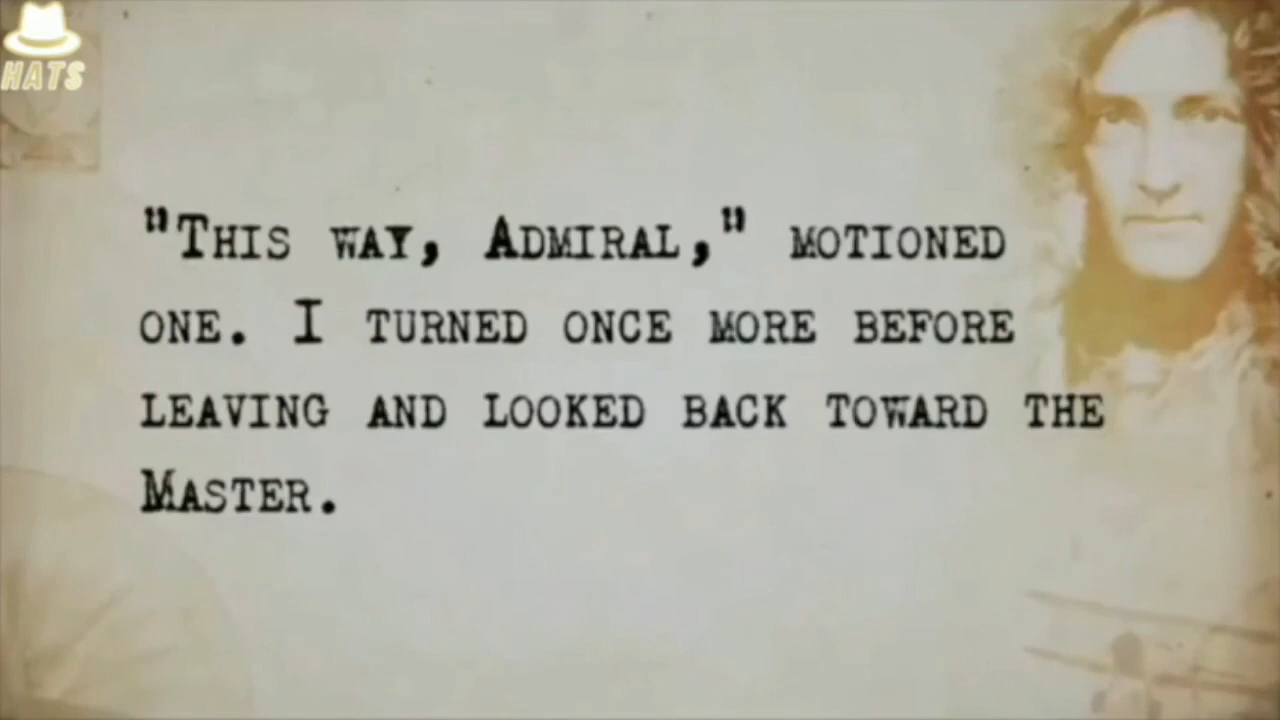 HATS
"THIS WAY, ADMIRAL," MOTIONED
ONE. I TURNED ONCE MORE BEFORE
LEAVING AND LOOKED BACK TOWARD THE
MASTER.